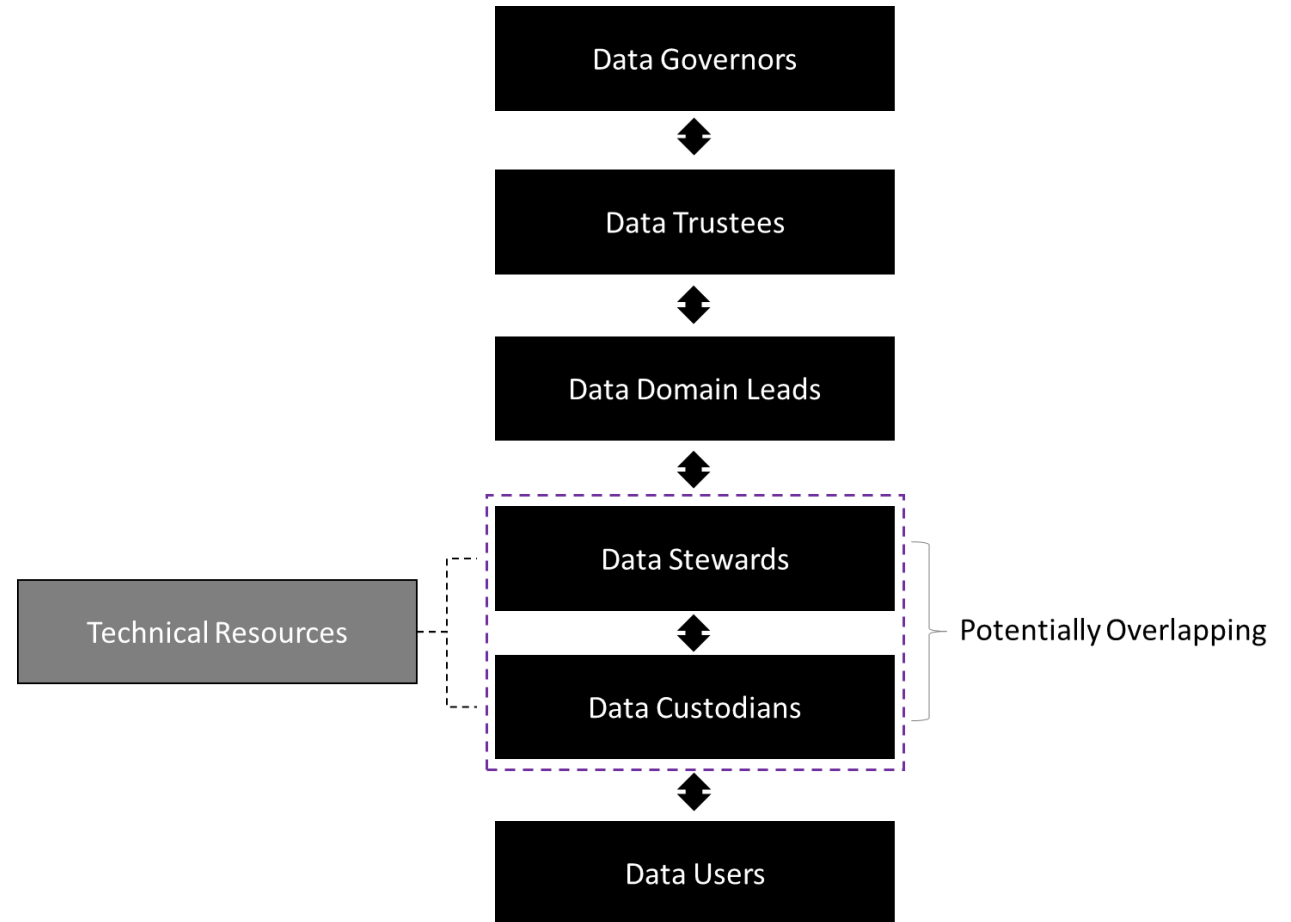 Data Governors
Data Trustees
Data Domain Leads
Data Stewards
Technical Resources
Potentially Overlapping
Data Custodians
Data Users